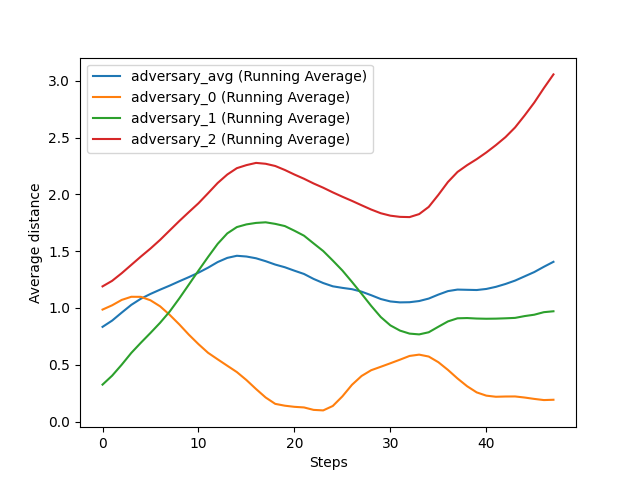 adversary_avg (Running Average)
adversary_0 (Running Average)
adversary_1 (Running Average)
adversary_2 (Running Average)
Average distance
3.0
2.5
2.0
1.5
1.0
0.5
0.0
0 10 20 30 40
Steps